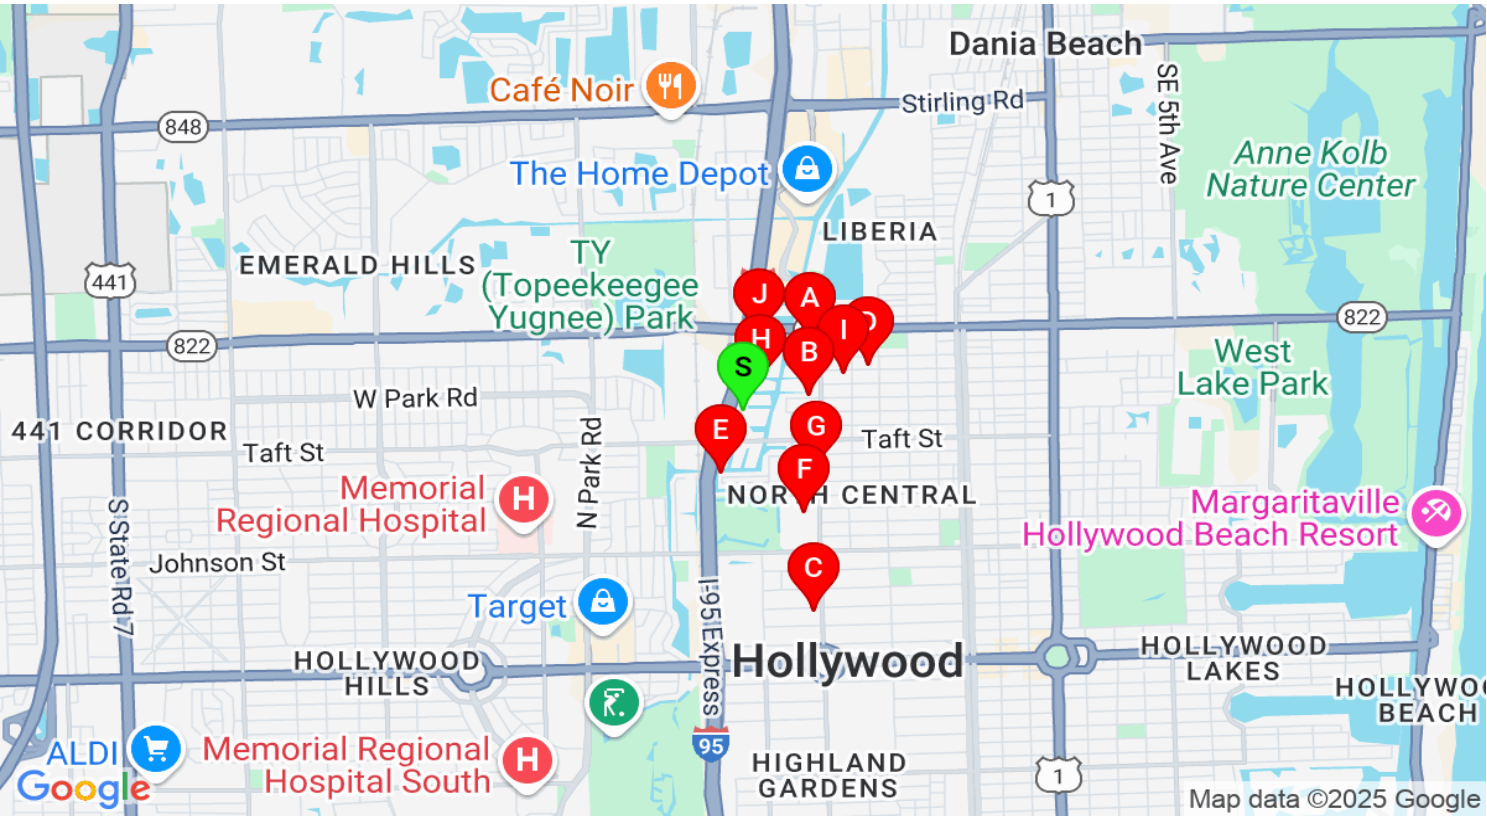 Dania Beach
Café Noir
Stirling Rd
SE 5th Ave
848
The Home Depot
Anne Kolb
Nature Center
1
LIBERIA
EMERALD HILLS
TY
(Topeekeegee
Yugnee) Park
441
J
A
I
D
822
822
H
B
S
West
Lake Park
W Park Rd
441 CORRIDOR
Taft St
N Park Rd
E
G
Taft St
F
Memorial
Regional Hospital
H
NORTH CENTRAL
Margaritaville
Hollywood Beach Resort
S State Rd 7
Johnson St
C
Target
I-95 Express
HOLLYWOOD
HILLS
Hollywood
HOLLYWOOD
LAKES
HOLLYWOO
BEACH
ALDI
Memorial Regional
Hospital South
H
95
HIGHLAND
GARDENS
1
Google
Map data ©2025 Google